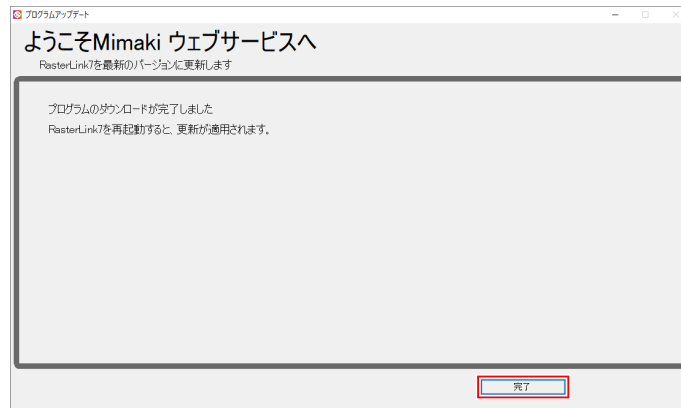 プログラムアップデート
ようこそMimaki ウェブサービスへ
RasterLink7を最新のバージョンに更新します
プログラムのダウンロードが完了しました
RasterLink7を再起動すると、更新が適用されます。
完了